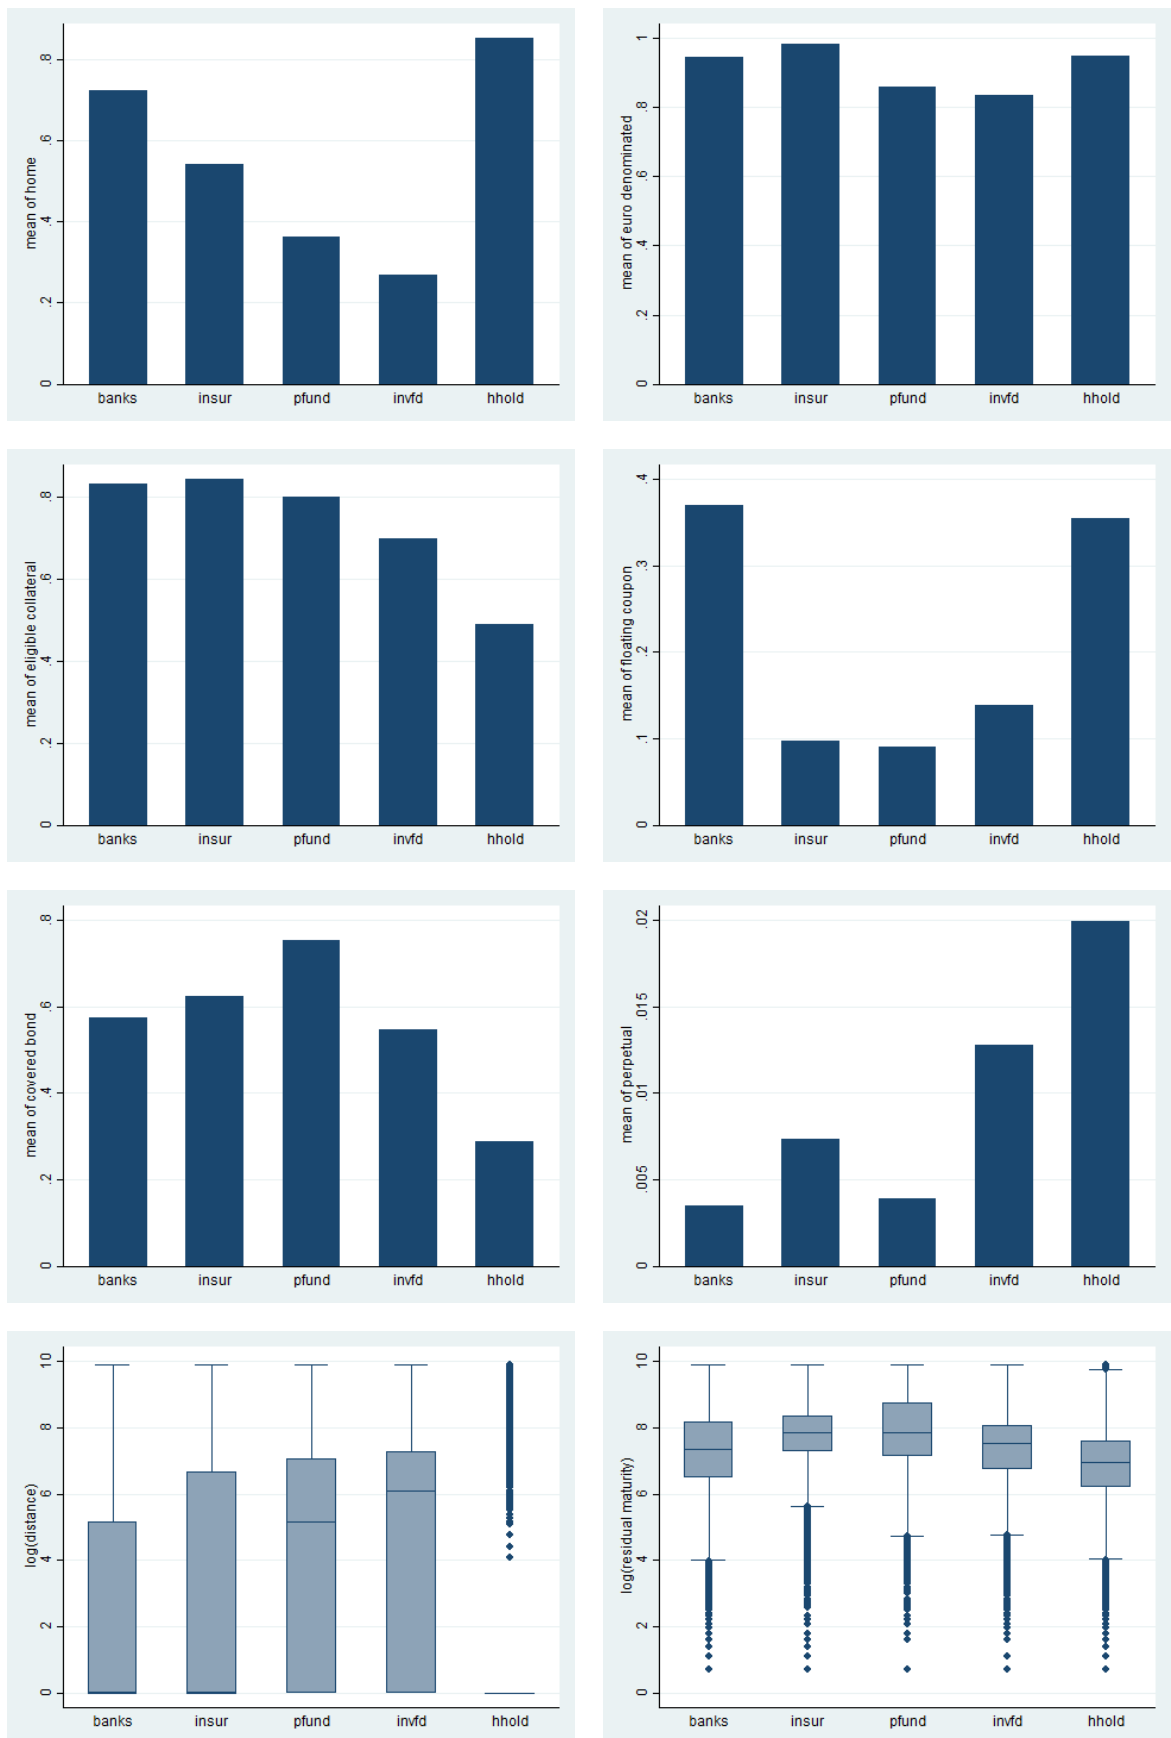 mean of home
.8
.6
.4
.2
0
banks insur pfund invfd hhold
mean of euro denominated
1
.8
.6
.4
.2
0
banks insur pfund invfd hhold
mean of eligible collateral
.8
.6
.4
.2
0
banks insur pfund invfd hhold
mean of floating coupon
.4
.3
.2
.1
0
banks insur pfund invfd hhold
mean of covered bond
.8
.6
.4
.2
0
banks insur pfund invfd hhold
mean of perpetual
.02
.015
.01
.005
0
banks insur pfund invfd hhold
log(distance)
10
8
6
4
2
0
banks insur pfund invfd hhold
log(residual maturity)
10
8
6
4
2
0
banks insur pfund invfd hhold